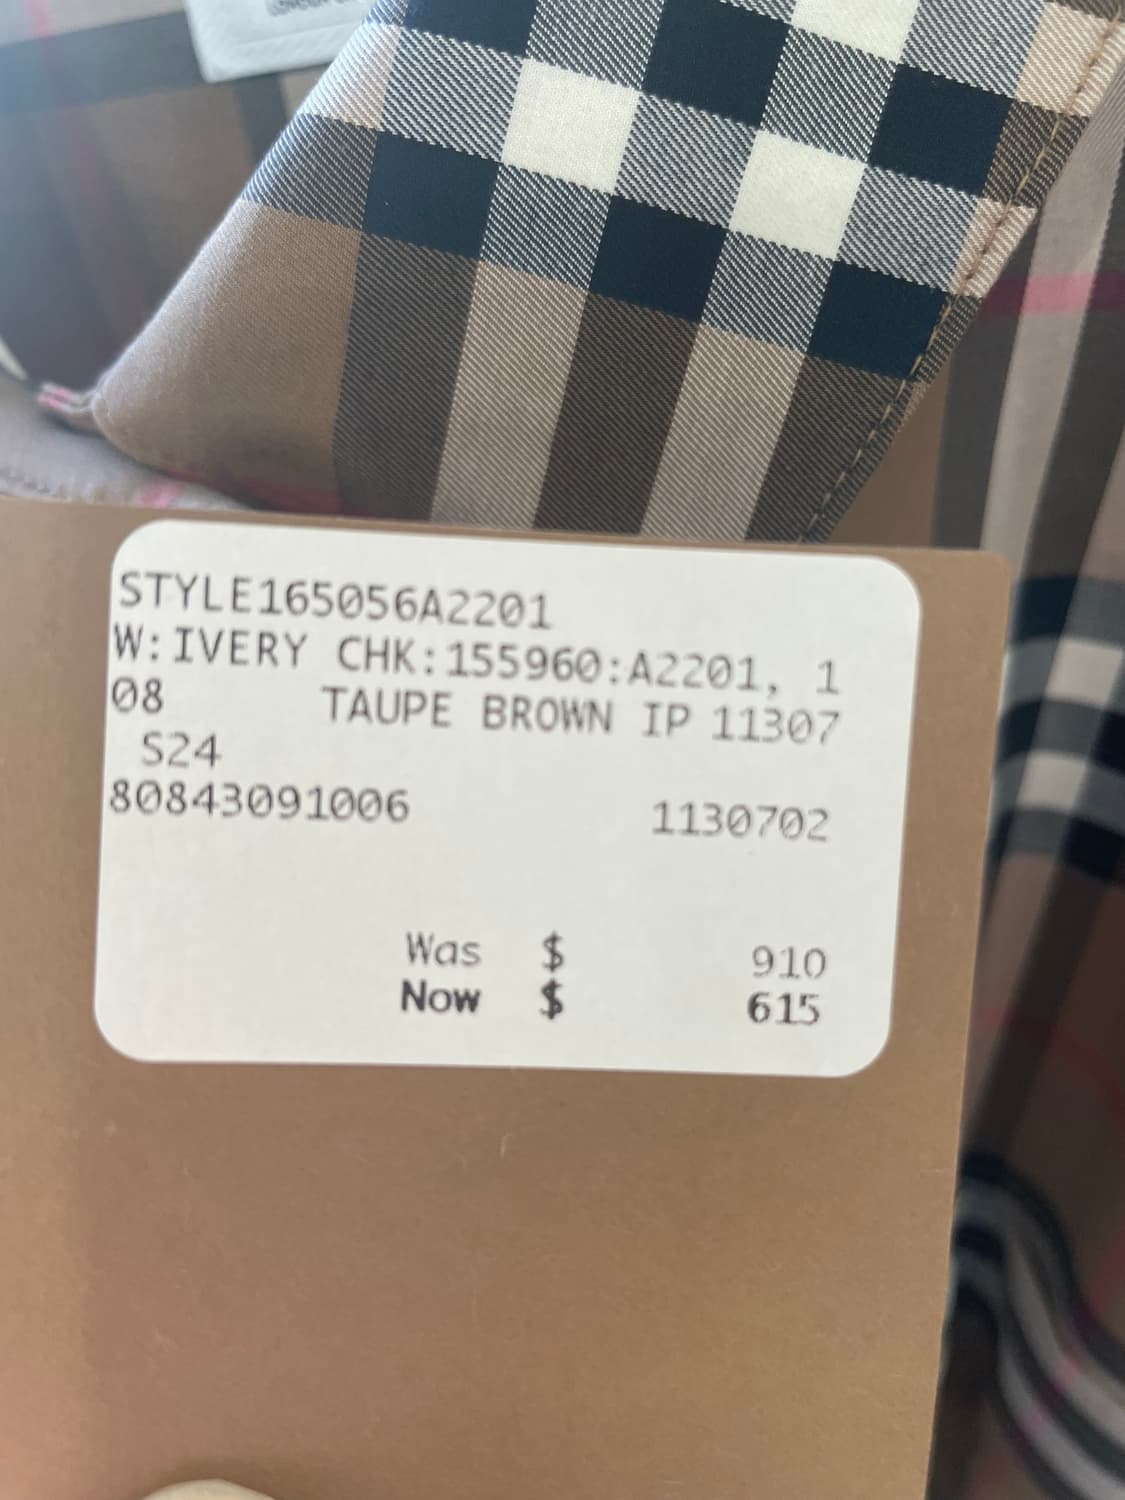 STYLE165056A2201
W:IVERY CHK:155960:A2201, 1
08 TAUPE BROWN IP 11307
S24
80843091006 1130702
Was $ 910
Now $ 615